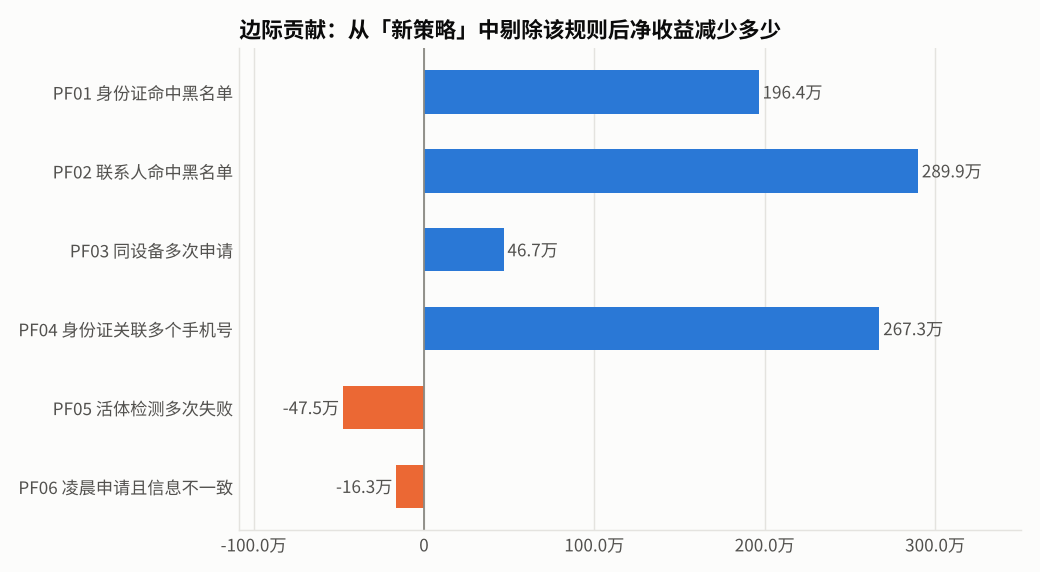 边际贡献：从「新策略」中剔除该规则后净收益减少多少
PF01 身份证命中黑名单
196.4万
PF02 联系人命中黑名单
289.9万
PF03 同设备多次申请
46.7万
PF04 身份证关联多个手机号
267.3万
PF05 活体检测多次失败
-47.5万
PF06 凌晨申请且信息不一致
-16.3万
-100.0万
0
100.0万
200.0万
300.0万